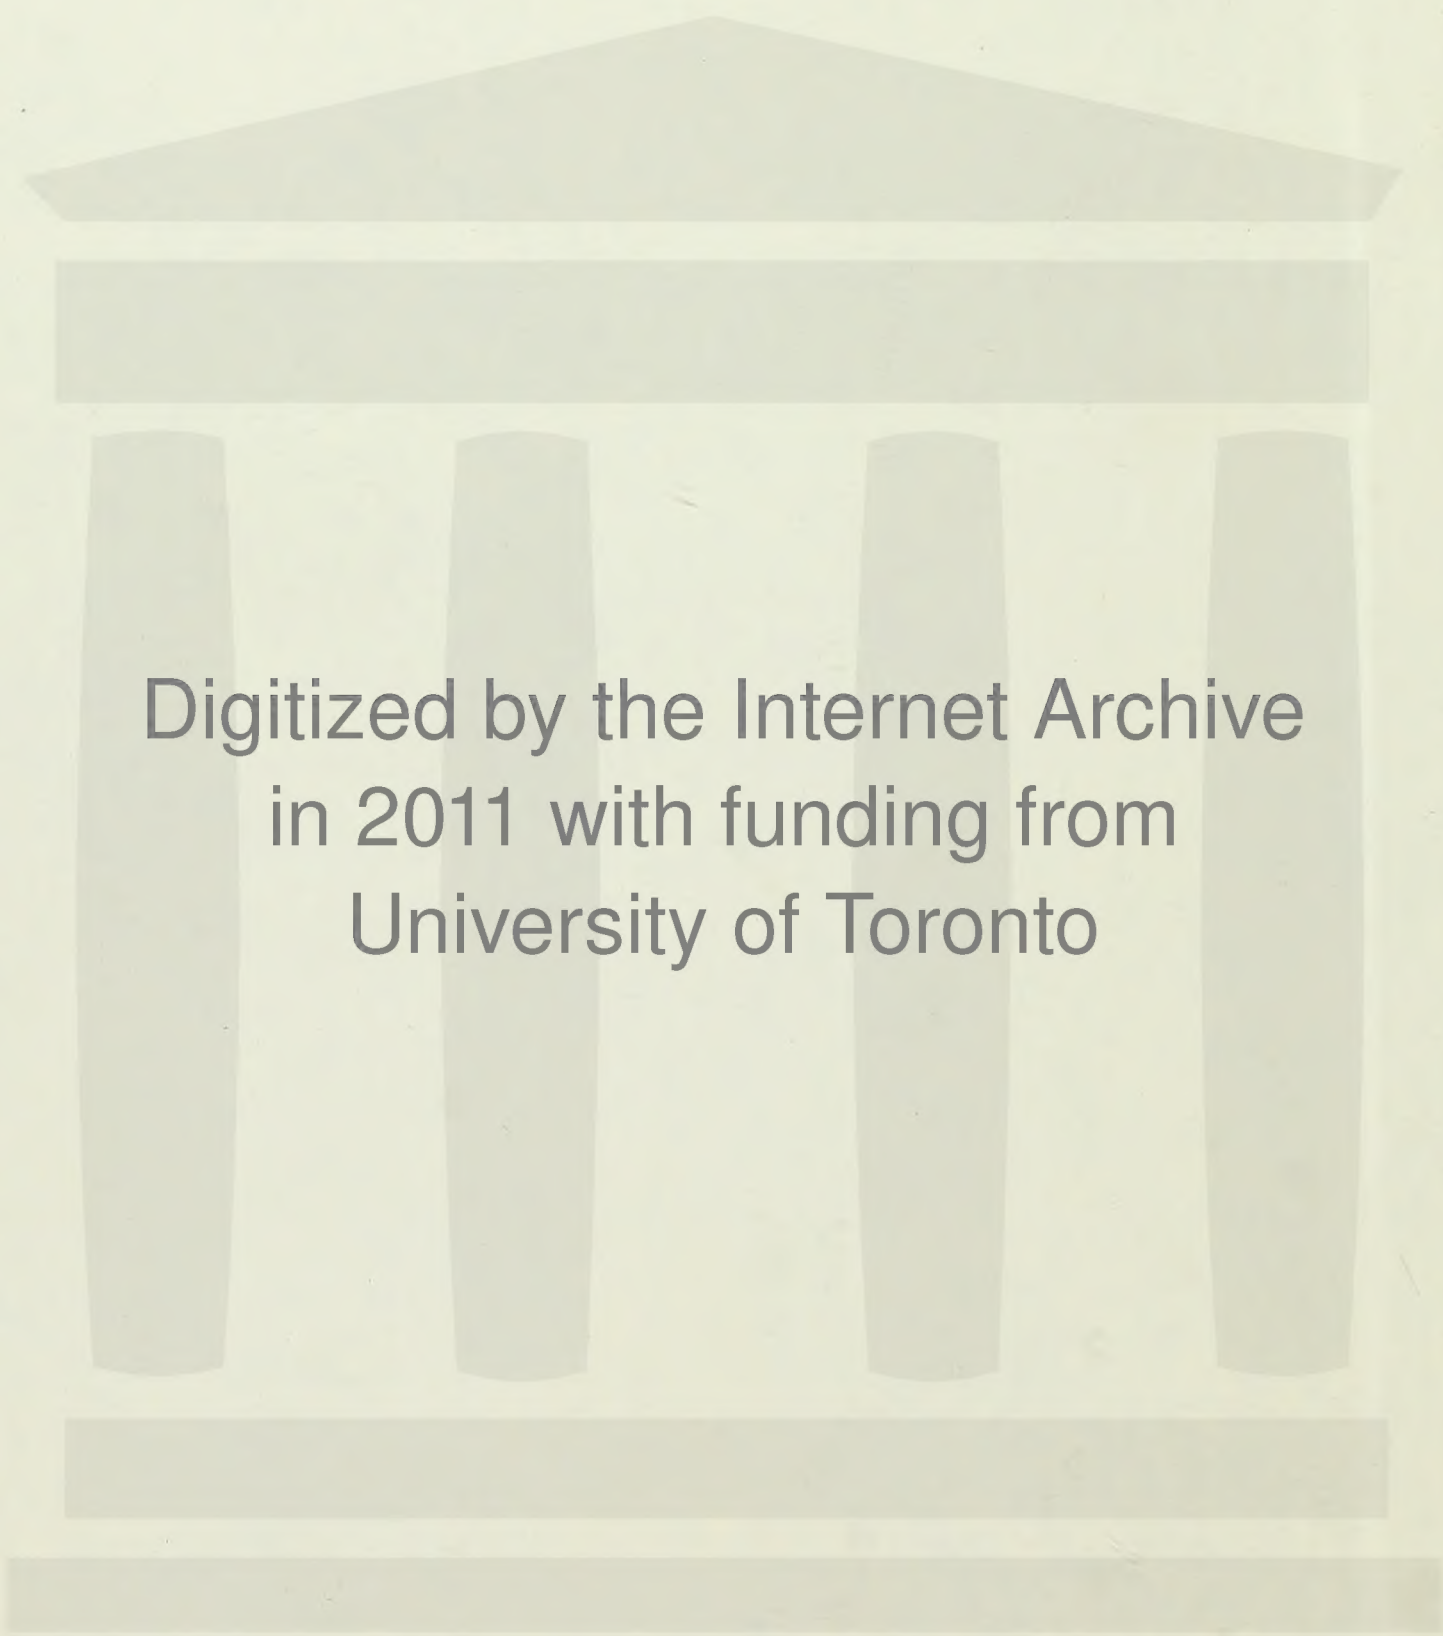 Digitized by the Internet Archive
in 2011 with funding from
University of Toronto